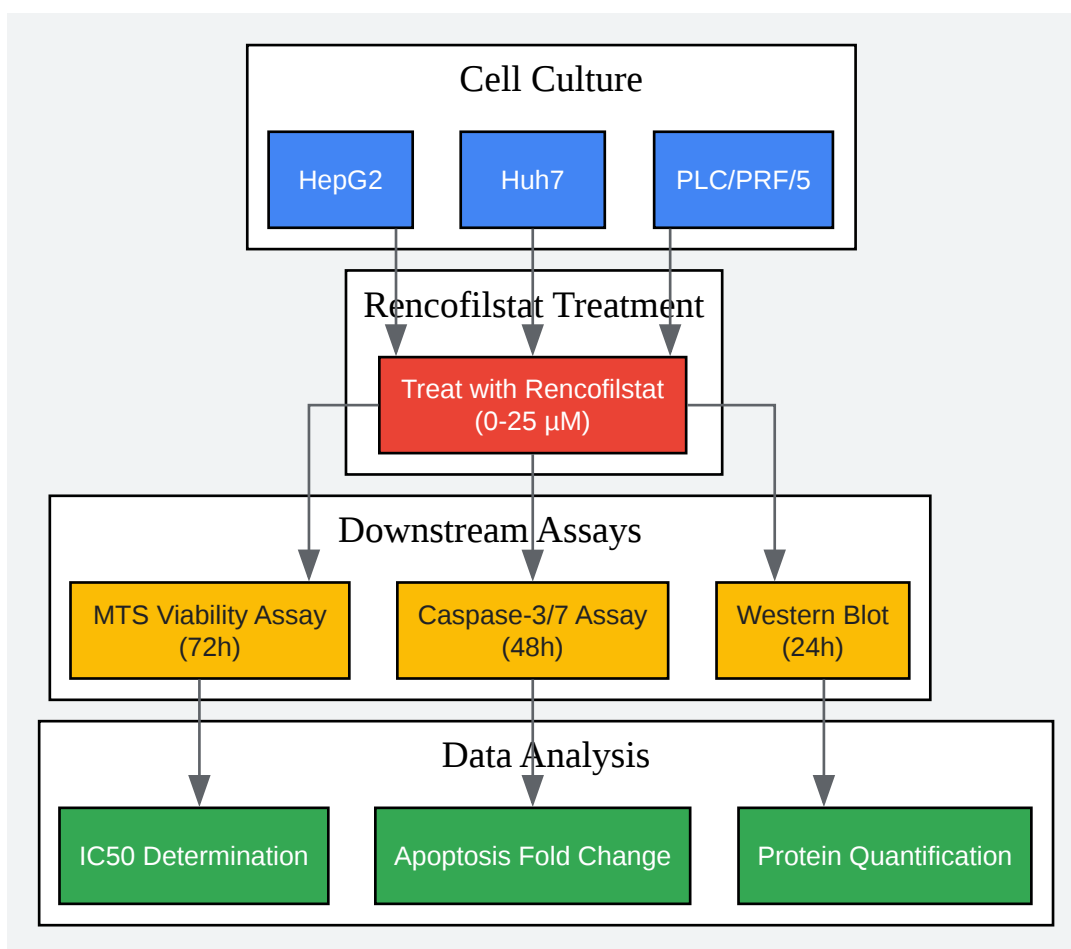 Cell Culture
HepG2
Huh7
PLC/PRF/5
Rencofilstat Treatment
Treat with Rencofilstat
(0-25 µM)
Downstream Assays
MTS Viability Assay
(72h)
Caspase-3/7 Assay
(48h)
Western Blot
(24h)
Data Analysis
IC50 Determination
Apoptosis Fold Change
Protein Quantification